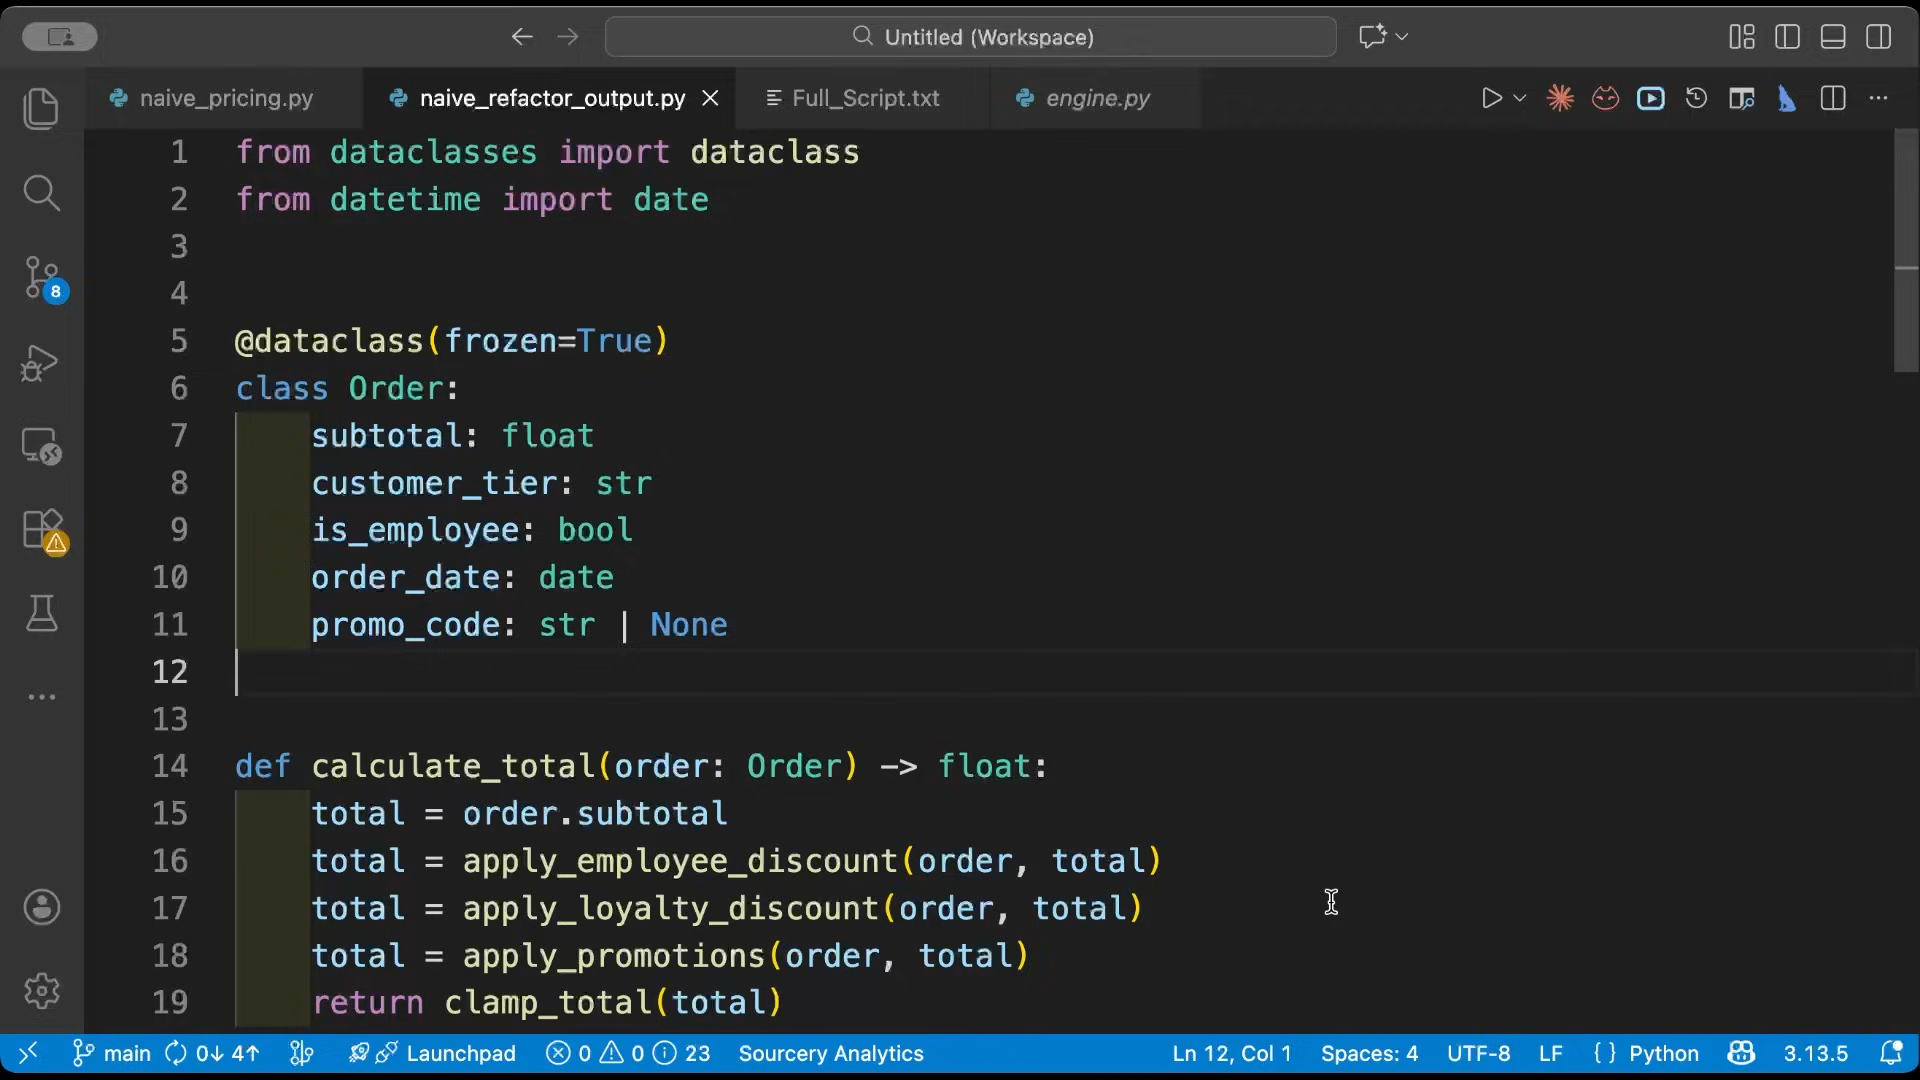 Untitled (Workspace)
naive_pricing.py
naive_refactor_output.py
Full_Script.txt
engine.py
1 from dataclasses import dataclass
2 from datetime import date
3
4
5 @dataclass(frozen=True)
6 class Order:
7 subtotal: float
8 customer_tier: str
9 is_employee: bool
10 order_date: date
11 promo_code: str | None
12
13
14 def calculate_total(order: Order) -> float:
15 total = order.subtotal
16 total = apply_employee_discount(order, total)
17 total = apply_loyalty_discount(order, total)
18 total = apply_promotions(order, total)
19 return clamp_total(total)
8
main 0↓ 4↑ Launchpad 0 0 23 Sourcery Analytics Ln 12, Col 1 Spaces: 4 UTF-8 LF { } Python 3.13.5